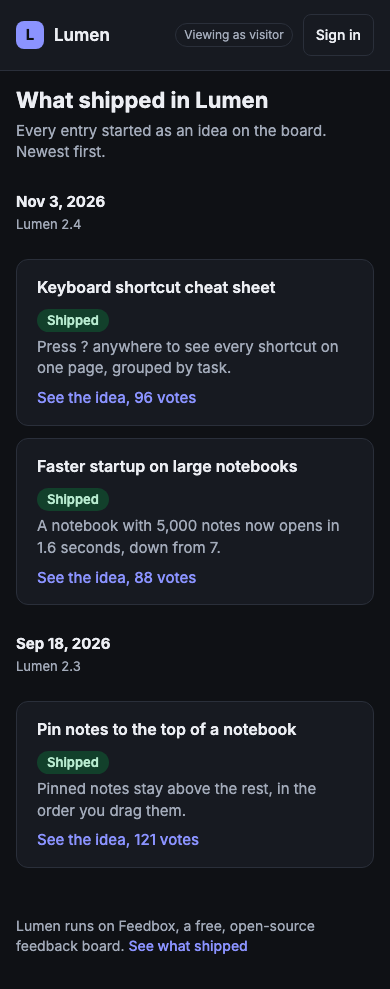 L Lumen Viewing as visitor Sign in
What shipped in Lumen
Every entry started as an idea on the board.
Newest first.
Nov 3, 2026
Lumen 2.4
Keyboard shortcut cheat sheet
Shipped
Press ? anywhere to see every shortcut on
one page, grouped by task.
See the idea, 96 votes
Faster startup on large notebooks
Shipped
A notebook with 5,000 notes now opens in
1.6 seconds, down from 7.
See the idea, 88 votes
Sep 18, 2026
Lumen 2.3
Pin notes to the top of a notebook
Shipped
Pinned notes stay above the rest, in the
order you drag them.
See the idea, 121 votes
Lumen runs on Feedbox, a free, open-source
feedback board. See what shipped